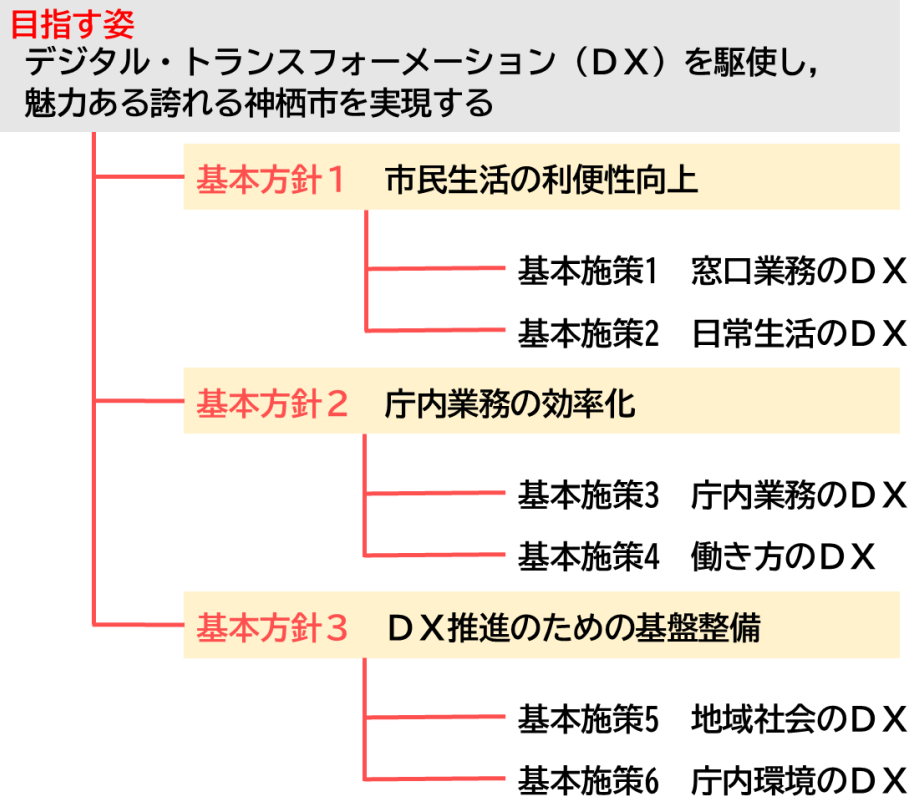 目指す姿
デジタル・トランスフォーメーション（ＤＸ）を駆使し，
魅力ある誇れる神栖市を実現する
基本方針１　市民生活の利便性向上
基本施策1　窓口業務のＤＸ
基本施策2　日常生活のＤＸ
基本方針２　庁内業務の効率化
基本施策3　庁内業務のＤＸ
基本施策4　働き方のＤＸ
基本方針３　ＤＸ推進のための基盤整備
基本施策5　地域社会のＤＸ
基本施策6　庁内環境のＤＸ